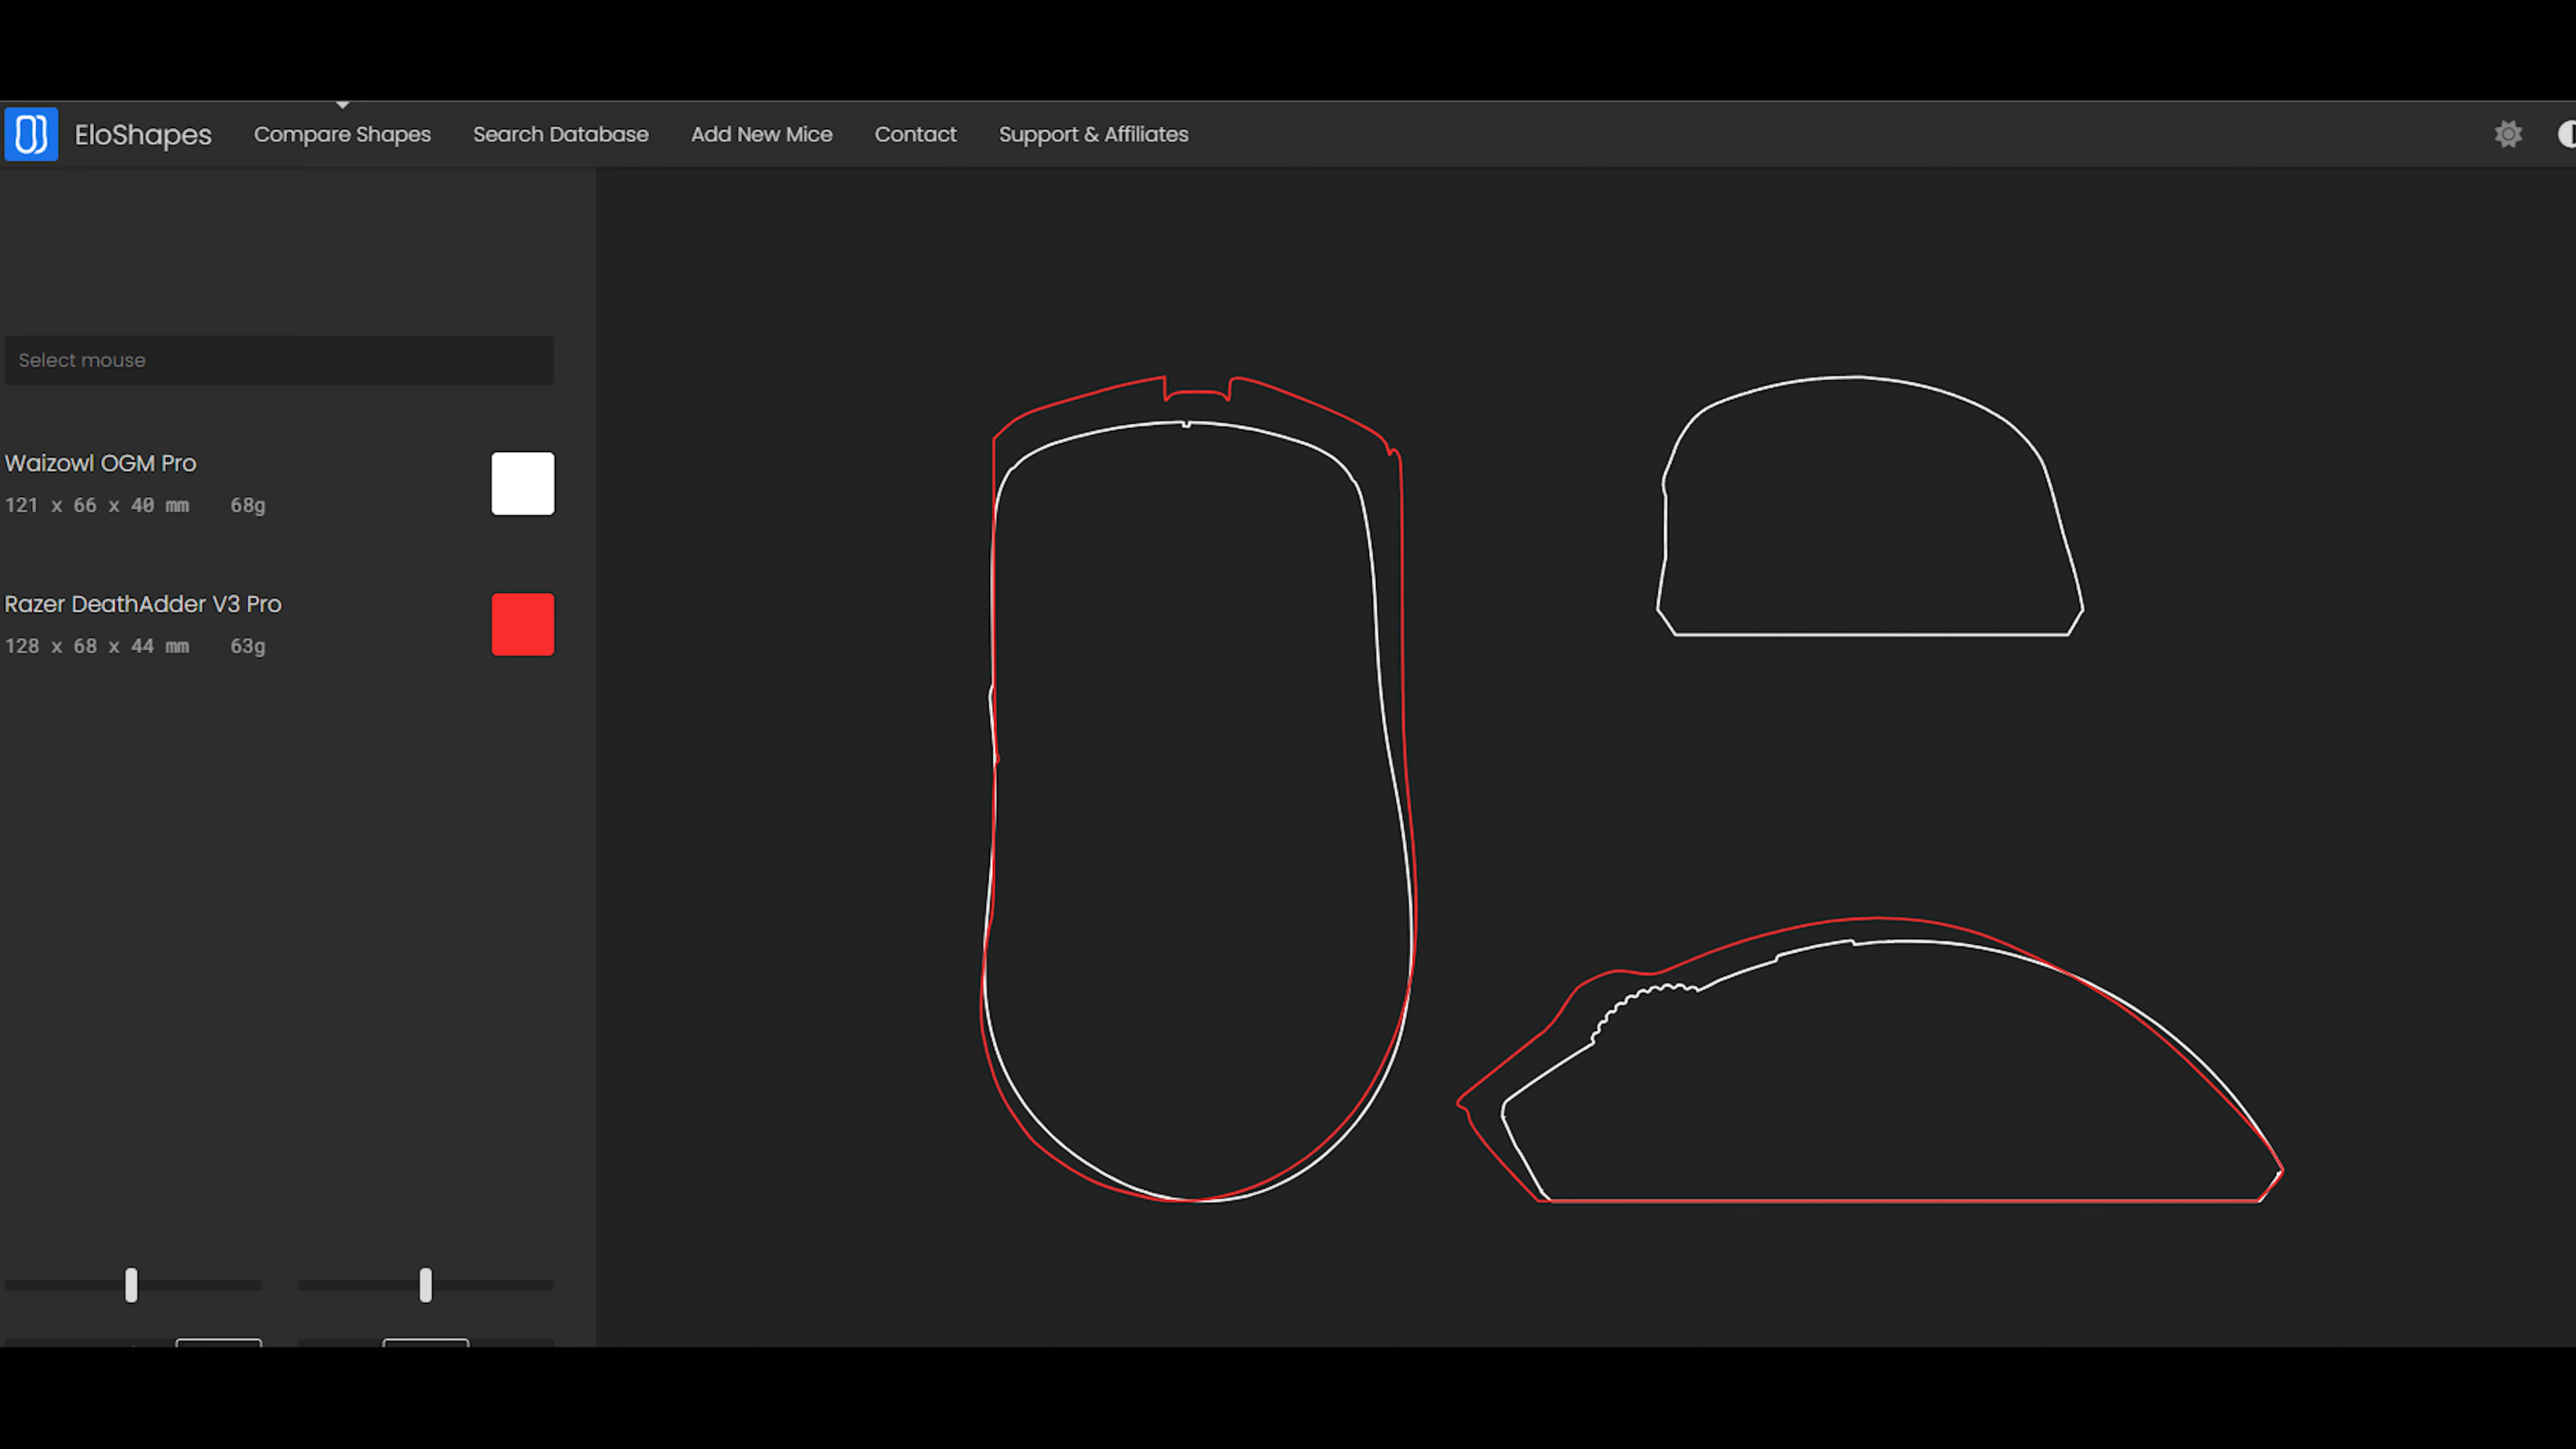 EloShapes Compare Shapes Search Database Add New Mice Contact Support & Affiliates
Select mouse
Waizowl OGM Pro
121 x 66 x 40 mm 68g
Razer DeathAdder V3 Pro
128 x 68 x 44 mm 63g